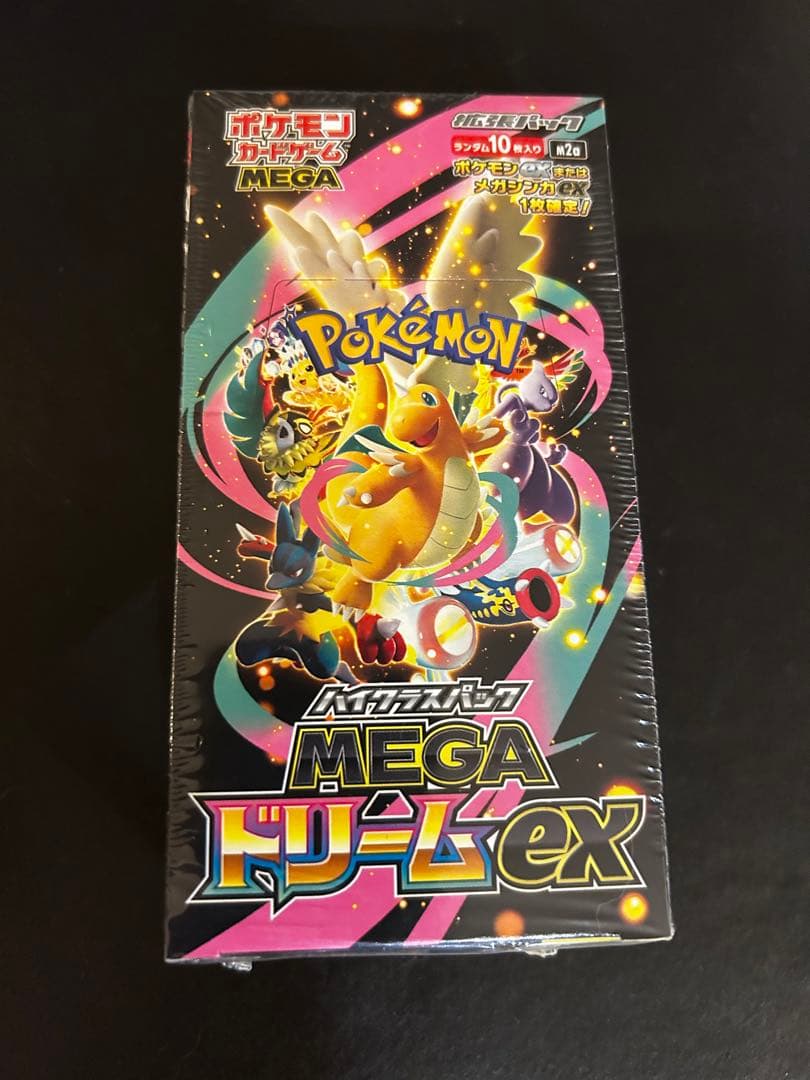 ポケモン
カードゲーム
MEGA
拡張パック
ランダム10枚入り
M2a
ポケモンexまたは
メガシンカex
1枚確定!
POKéMON
TM
ハイクラスパック
MEGA
ドリームex